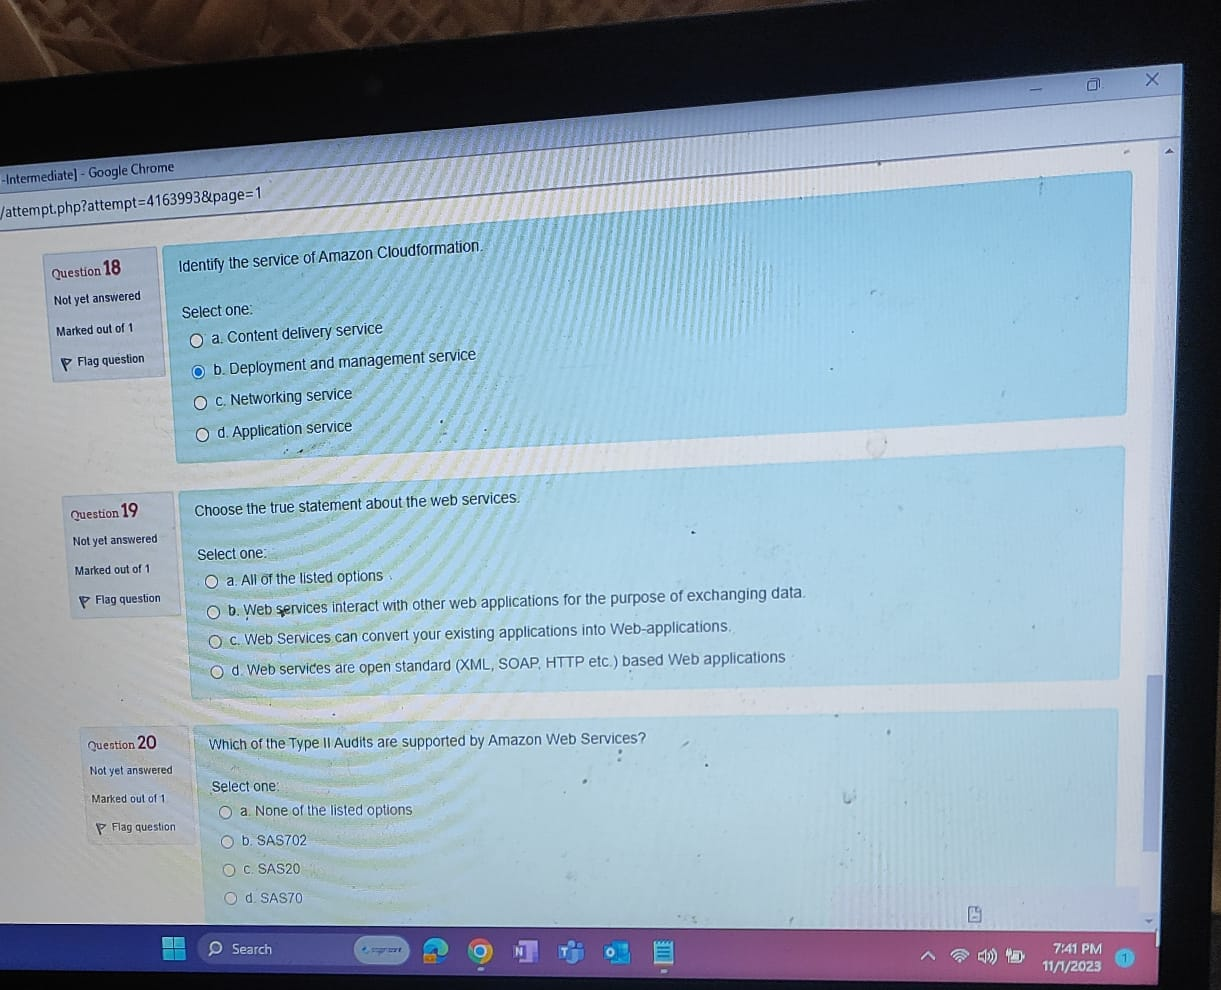 -Intermediate] - Google Chrome
/attempt.php?attempt=4163993&page=1
Question 18
Not yet answered
Marked out of 1
Flag question
Identify the service of Amazon Cloudformation.
Select one:
a. Content delivery service
b. Deployment and management service
c. Networking service
d. Application service
Question 19
Not yet answered
Marked out of 1
Flag question
Choose the true statement about the web services.
Select one:
a. All of the listed options
b. Web services interact with other web applications for the purpose of exchanging data.
c. Web Services can convert your existing applications into Web-applications.
d. Web services are open standard (XML, SOAP, HTTP etc.) based Web applications
Question 20
Not yet answered
Marked out of 1
Flag question
Which of the Type II Audits are supported by Amazon Web Services?
Select one:
a. None of the listed options
b. SAS702
c. SAS20
d. SAS70
Search
7:41 PM
11/1/2023
1